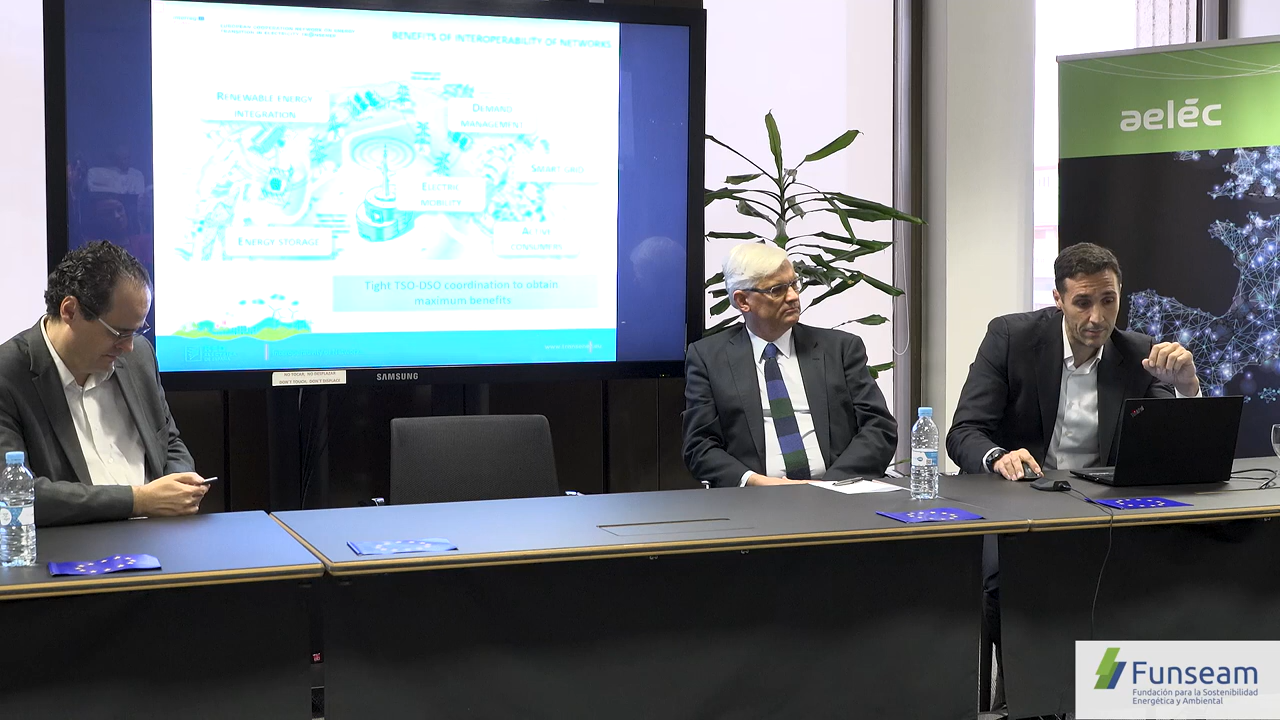 BENEFITS OF INTEROPERABILITY OF NETWORKS
RENEWABLE ENERGY
INTEGRATION
DEMAND
MANAGEMENT
SMART GRID
ELECTRIC
MOBILITY
ACTIVE
CONSUMERS
ENERGY STORAGE
Tight TSO-DSO coordination to obtain
maximum benefits
NO TOCAR, NO DESPLAZAR
DON'T TOUCH, DON'T DISPLACE
SAMSUNG
aeléc
Funseam
Fundación para la Sostenibilidad
Energética y Ambiental